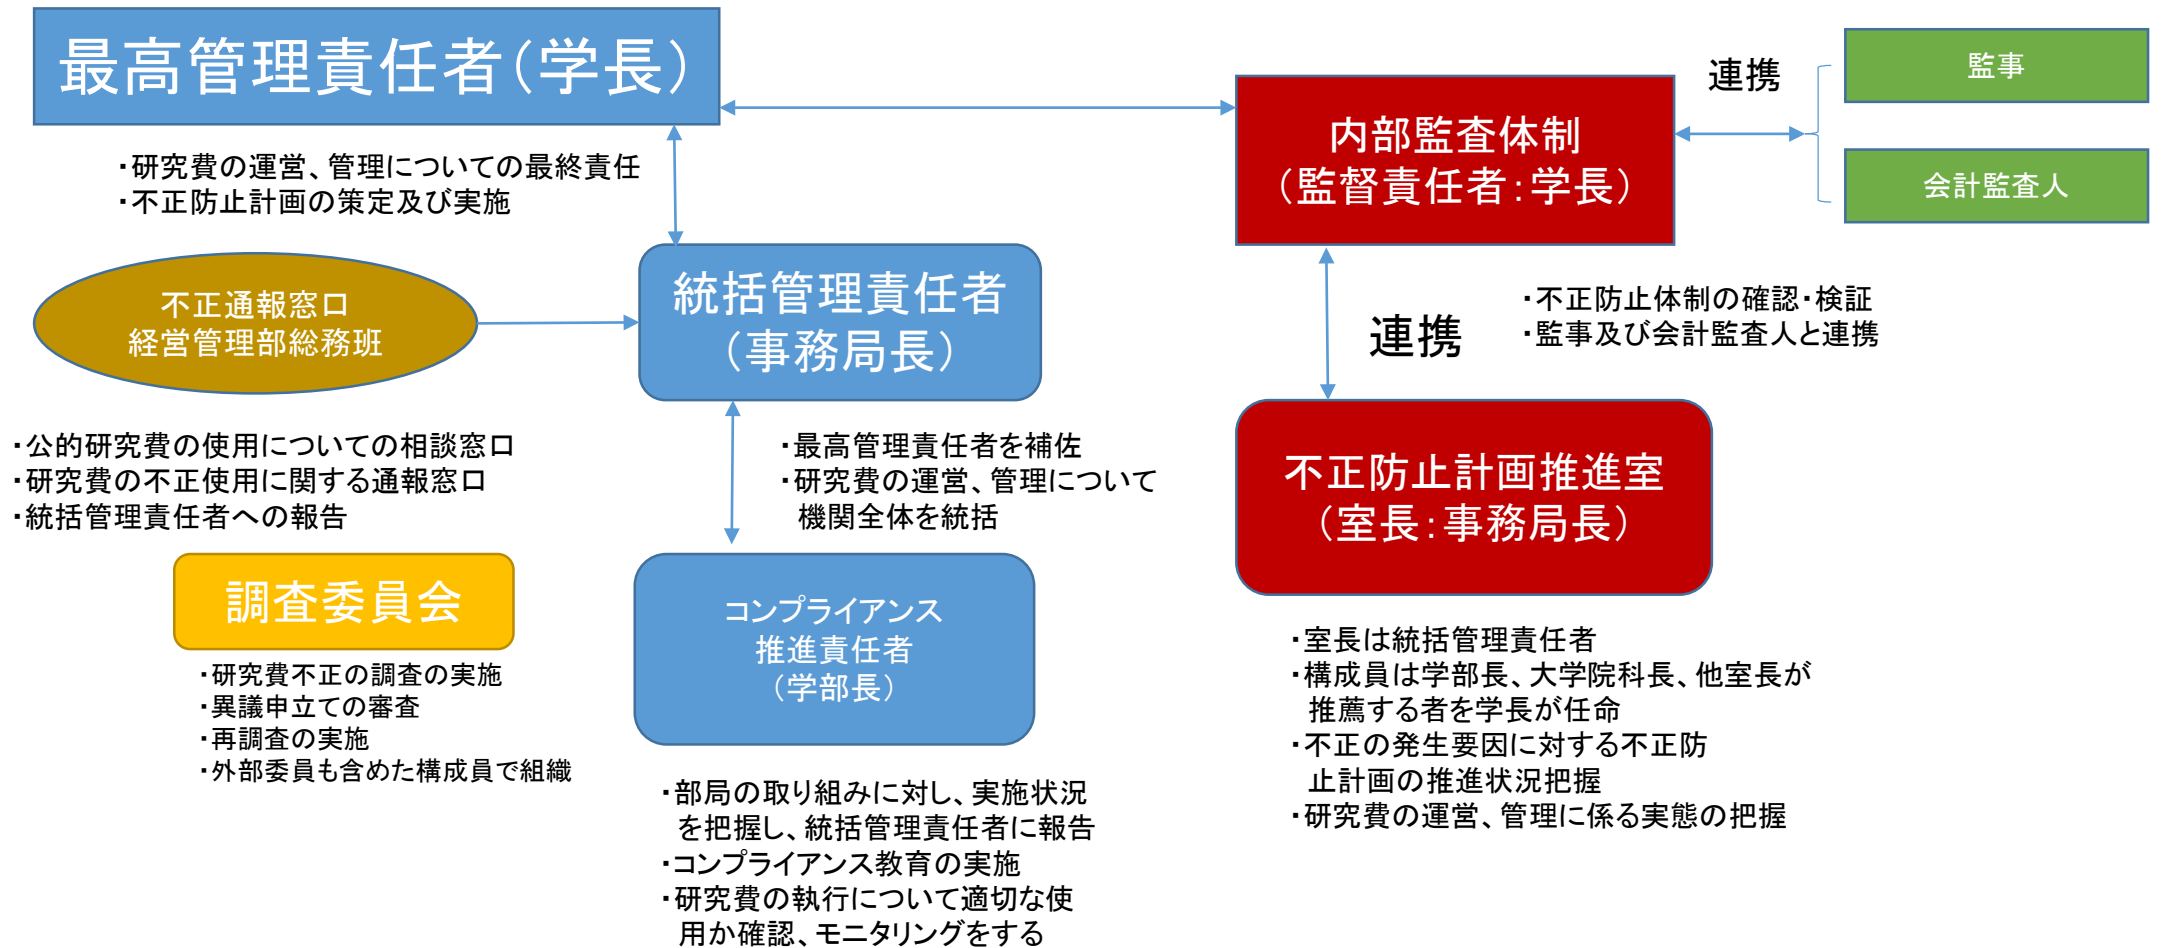 最高管理責任者(学長)
・研究費の運営、管理についての最終責任
・不正防止計画の策定及び実施
不正通報窓口
経営管理部総務班
・公的研究費の使用についての相談窓口
・研究費の不正使用に関する通報窓口
・統括管理責任者への報告
調査委員会
・研究費不正の調査の実施
・異議申立ての審査
・再調査の実施
・外部委員も含めた構成員で組織
統括管理責任者
(事務局長)
・最高管理責任者を補佐
・研究費の運営、管理について
機関全体を統括
コンプライアンス
推進責任者
(学部長)
・部局の取り組みに対し、実施状況
を把握し、統括管理責任者に報告
・コンプライアンス教育の実施
・研究費の執行について適切な使
用か確認、モニタリングをする
内部監査体制
(監督責任者:学長)
連携
監事
会計監査人
・不正防止体制の確認・検証
・監事及び会計監査人と連携
連携
不正防止計画推進室
(室長:事務局長)
・室長は統括管理責任者
・構成員は学部長、大学院科長、他室長が
推薦する者を学長が任命
・不正の発生要因に対する不正防
止計画の推進状況把握
・研究費の運営、管理に係る実態の把握